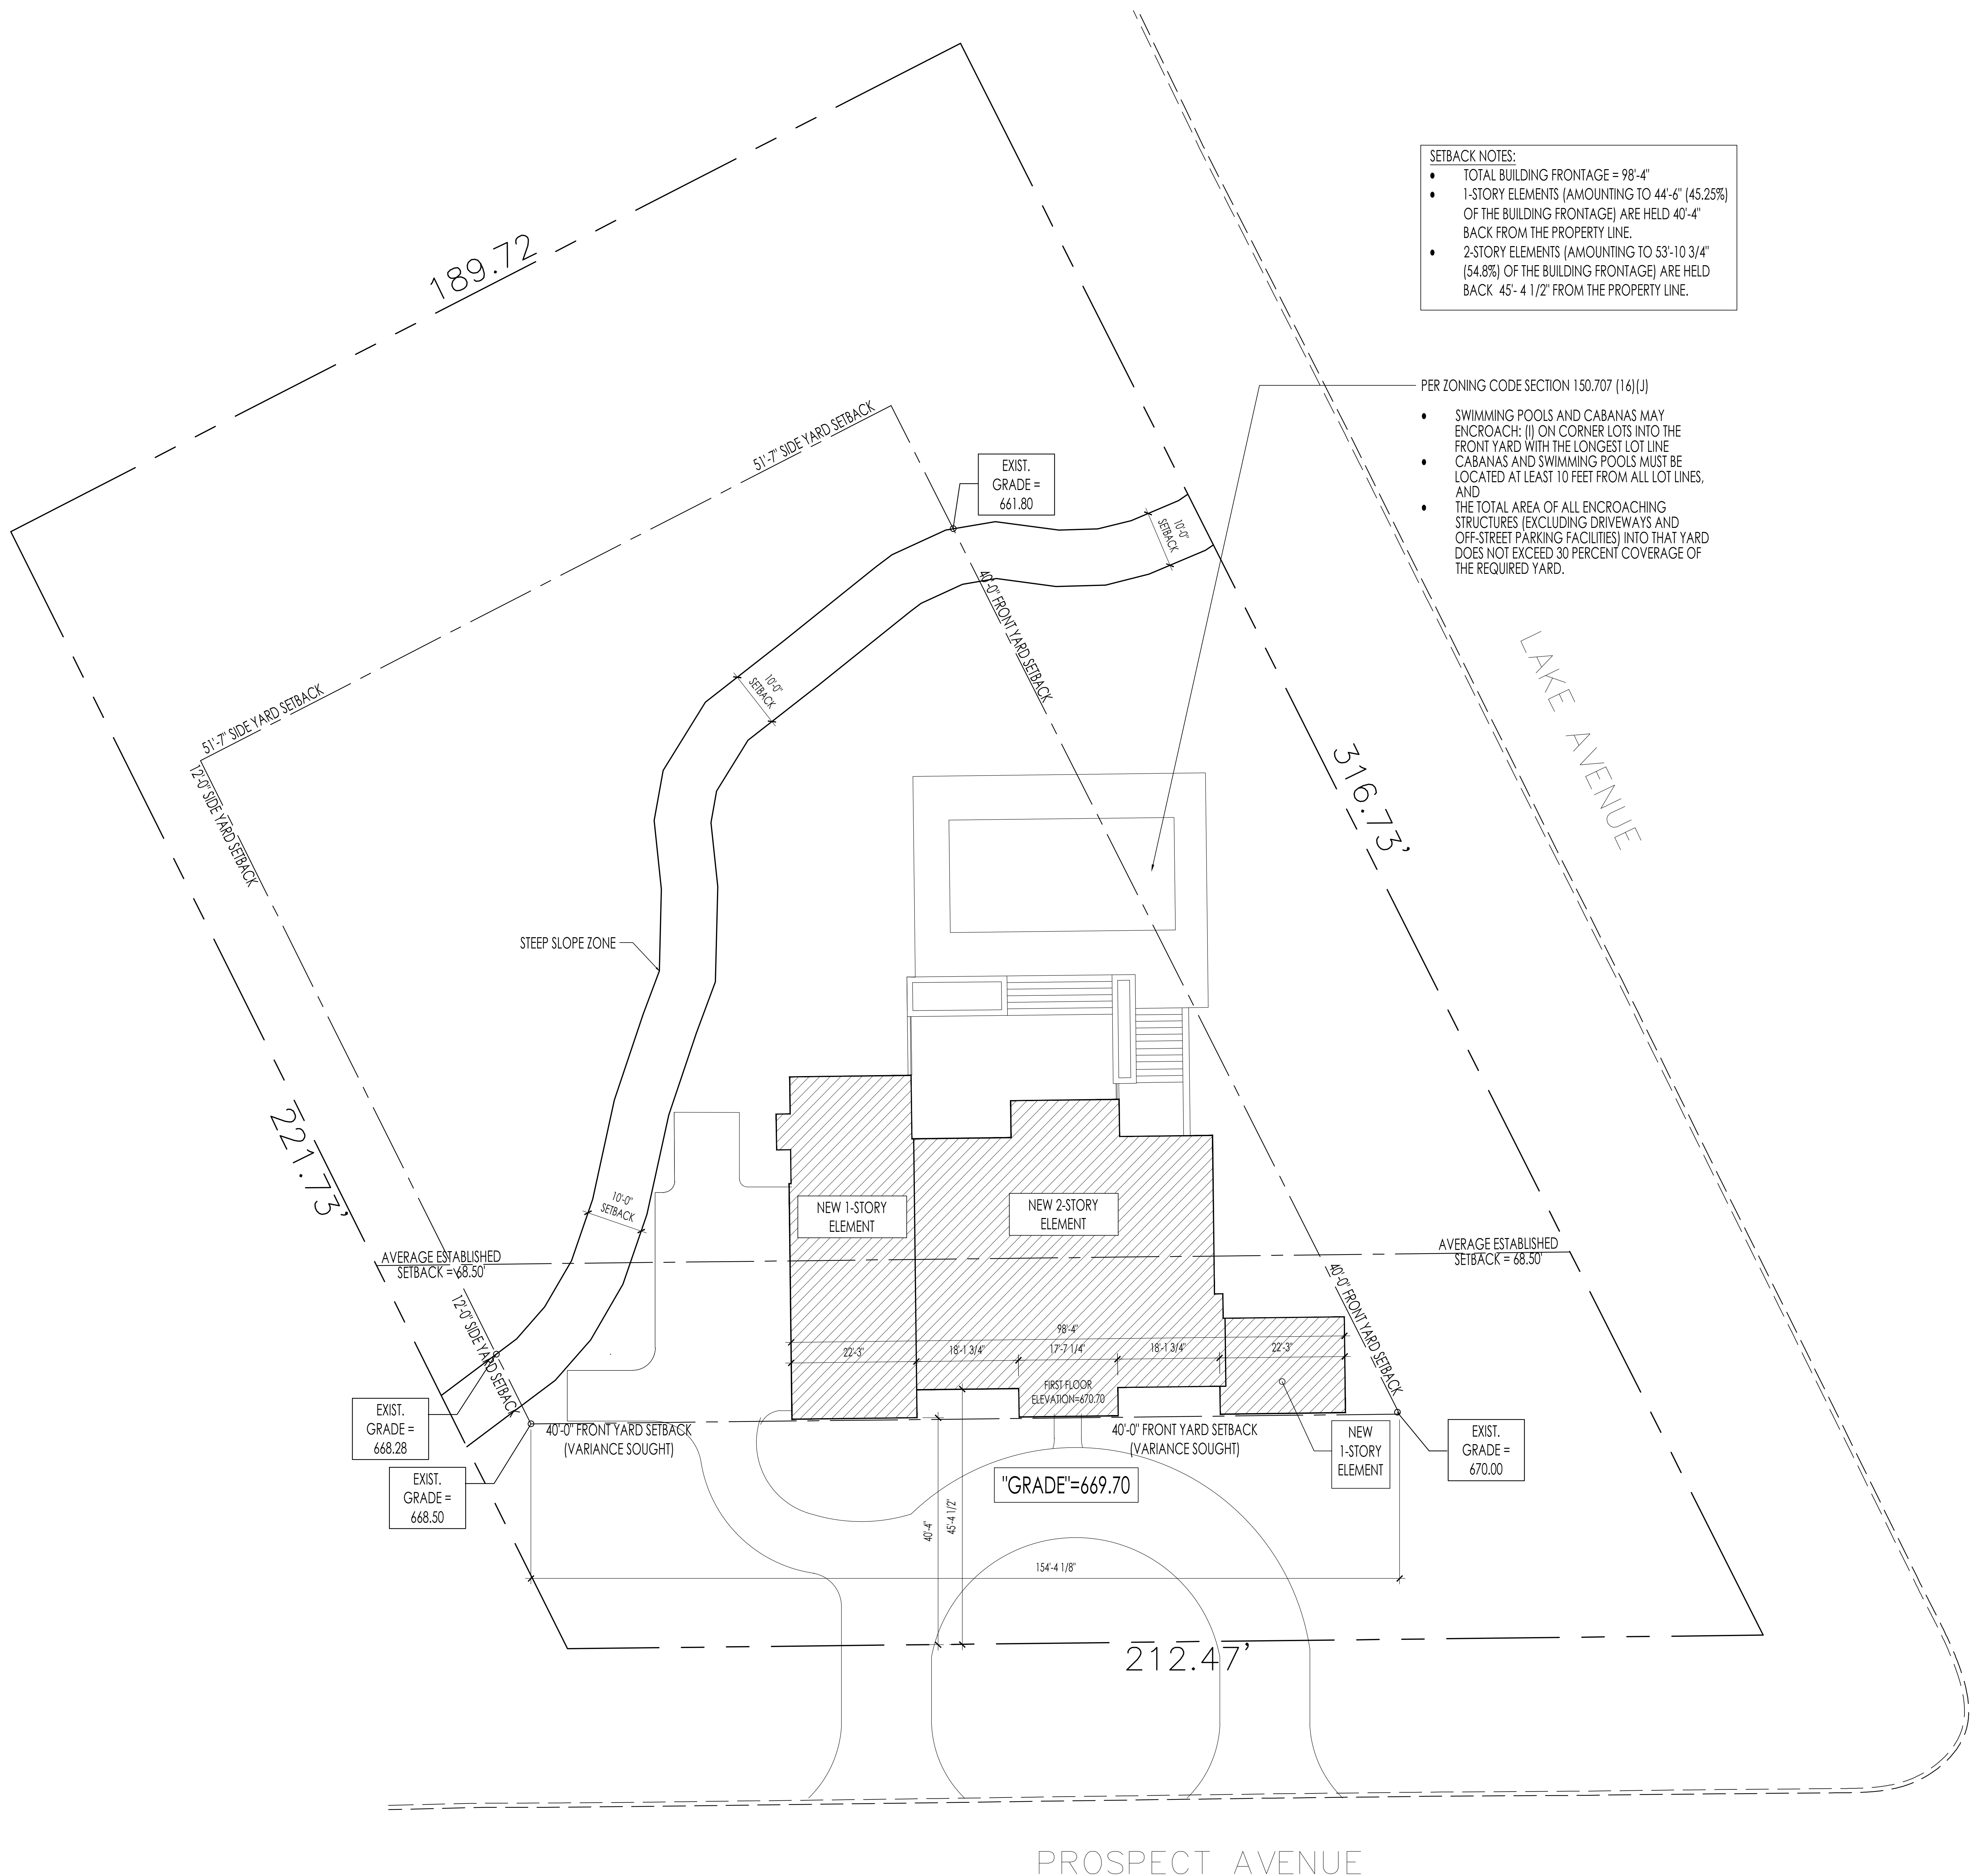 SETBACK NOTES:
• TOTAL BUILDING FRONTAGE = 98'-4"
• 1-STORY ELEMENTS (AMOUNTING TO 44'-6" (45.25%)
OF THE BUILDING FRONTAGE) ARE HELD 40'-4"
BACK FROM THE PROPERTY LINE.
• 2-STORY ELEMENTS (AMOUNTING TO 53'-10 3/4"
(54.8%) OF THE BUILDING FRONTAGE) ARE HELD
BACK 45'- 4 1/2" FROM THE PROPERTY LINE.
189.72
PER ZONING CODE SECTION 150.707 (16)(J)
• SWIMMING POOLS AND CABANAS MAY
ENCROACH: (I) ON CORNER LOTS INTO THE
FRONT YARD WITH THE LONGEST LOT LINE
• CABANAS AND SWIMMING POOLS MUST BE
LOCATED AT LEAST 10 FEET FROM ALL LOT LINES,
AND
• THE TOTAL AREA OF ALL ENCROACHING
STRUCTURES (EXCLUDING DRIVEWAYS AND
OFF-STREET PARKING FACILITIES) INTO THAT YARD
DOES NOT EXCEED 30 PERCENT COVERAGE OF
THE REQUIRED YARD.
51'-7" SIDE YARD SETBACK
EXIST.
GRADE =
661.80
10'-0"
SETBACK
40'-0" FRONT YARD SETBACK
LAKE AVENUE
10'-0"
SETBACK
51'-7" SIDE YARD SETBACK
12'-0" SIDE YARD SETBACK
316.73'
STEEP SLOPE ZONE
221.73'
10'-0"
SETBACK
NEW 1-STORY
ELEMENT
NEW 2-STORY
ELEMENT
AVERAGE ESTABLISHED
SETBACK = 68.50'
AVERAGE ESTABLISHED
SETBACK = 68.50'
12'-0" SIDE YARD SETBACK
40'-0" FRONT YARD SETBACK
98'-4"
22'-3"
18'-1 3/4"
17'-7 1/4"
18'-1 3/4"
22'-3"
FIRST FLOOR
ELEVATION=670.70
EXIST.
GRADE =
668.28
40'-0" FRONT YARD SETBACK
(VARIANCE SOUGHT)
40'-0" FRONT YARD SETBACK
(VARIANCE SOUGHT)
NEW
1-STORY
ELEMENT
EXIST.
GRADE =
670.00
EXIST.
GRADE =
668.50
"GRADE"=669.70
40'-4"
45'-4 1/2"
154'-4 1/8"
212.47'
PROSPECT AVENUE